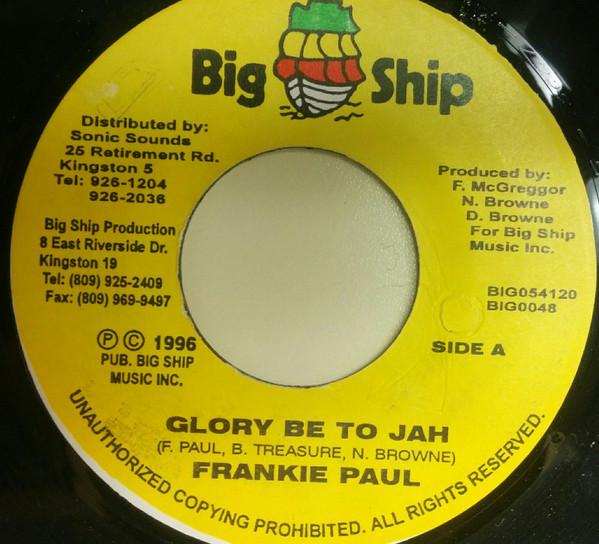 Big Ship
Distributed by:
Sonic Sounds
25 Retirement Rd.
Kingston 5
Tel: 926-1204
926-2036
Big Ship Production
8 East Riverside Dr.
Kingston 19
Tel: (809) 925-2409
Fax: (809) 969-9497
Ⓟ © 1996
PUB. BIG SHIP
MUSIC INC.
Produced by:
F. McGreggor
N. Browne
D. Browne
For Big Ship
Music Inc.
BIG054120
BIG0048
SIDE A
GLORY BE TO JAH
(F. PAUL, B. TREASURE, N. BROWNE)
FRANKIE PAUL
UNAUTHORIZED COPYING PROHIBITED. ALL RIGHTS RESERVED.